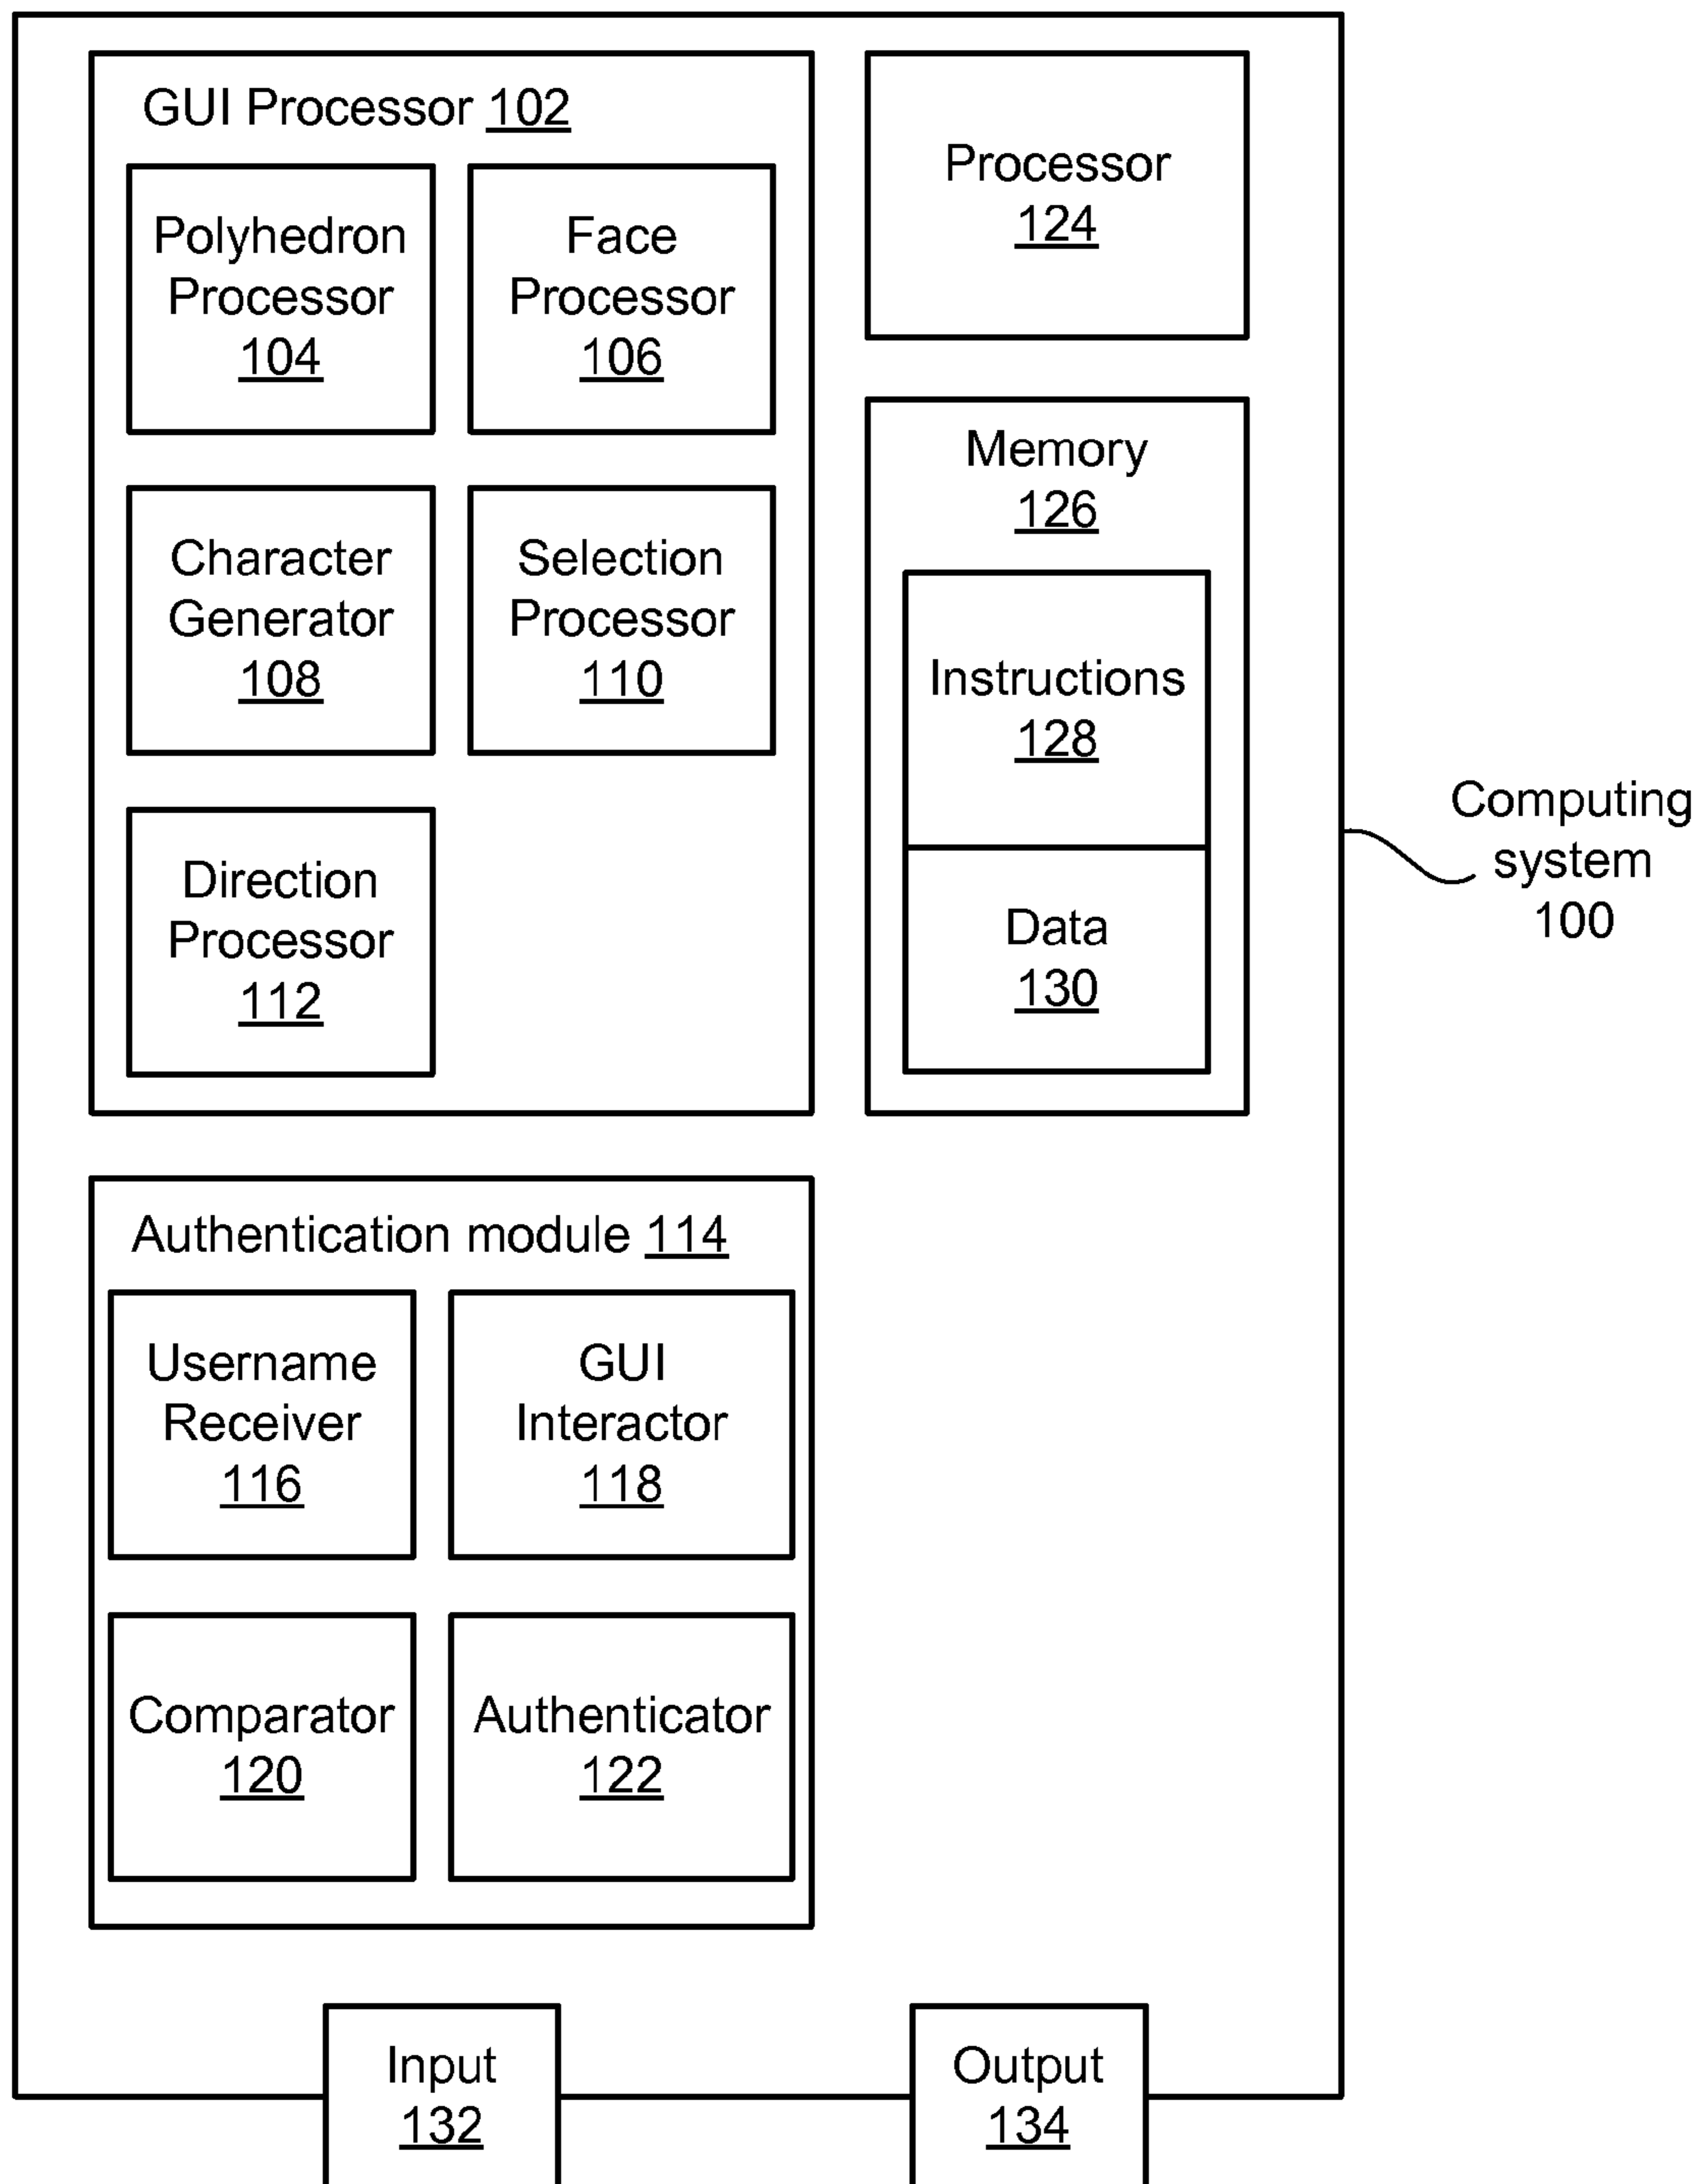 GUI Processor 102
Polyhedron
Processor
104
Face
Processor
106
Character
Generator
108
Selection
Processor
110
Direction
Processor
112
Processor
124
Memory
126
Instructions
128
Data
130
Computing
system
100
Authentication module 114
Username
Receiver
116
GUI
Interactor
118
Comparator
120
Authenticator
122
Input
132
Output
134